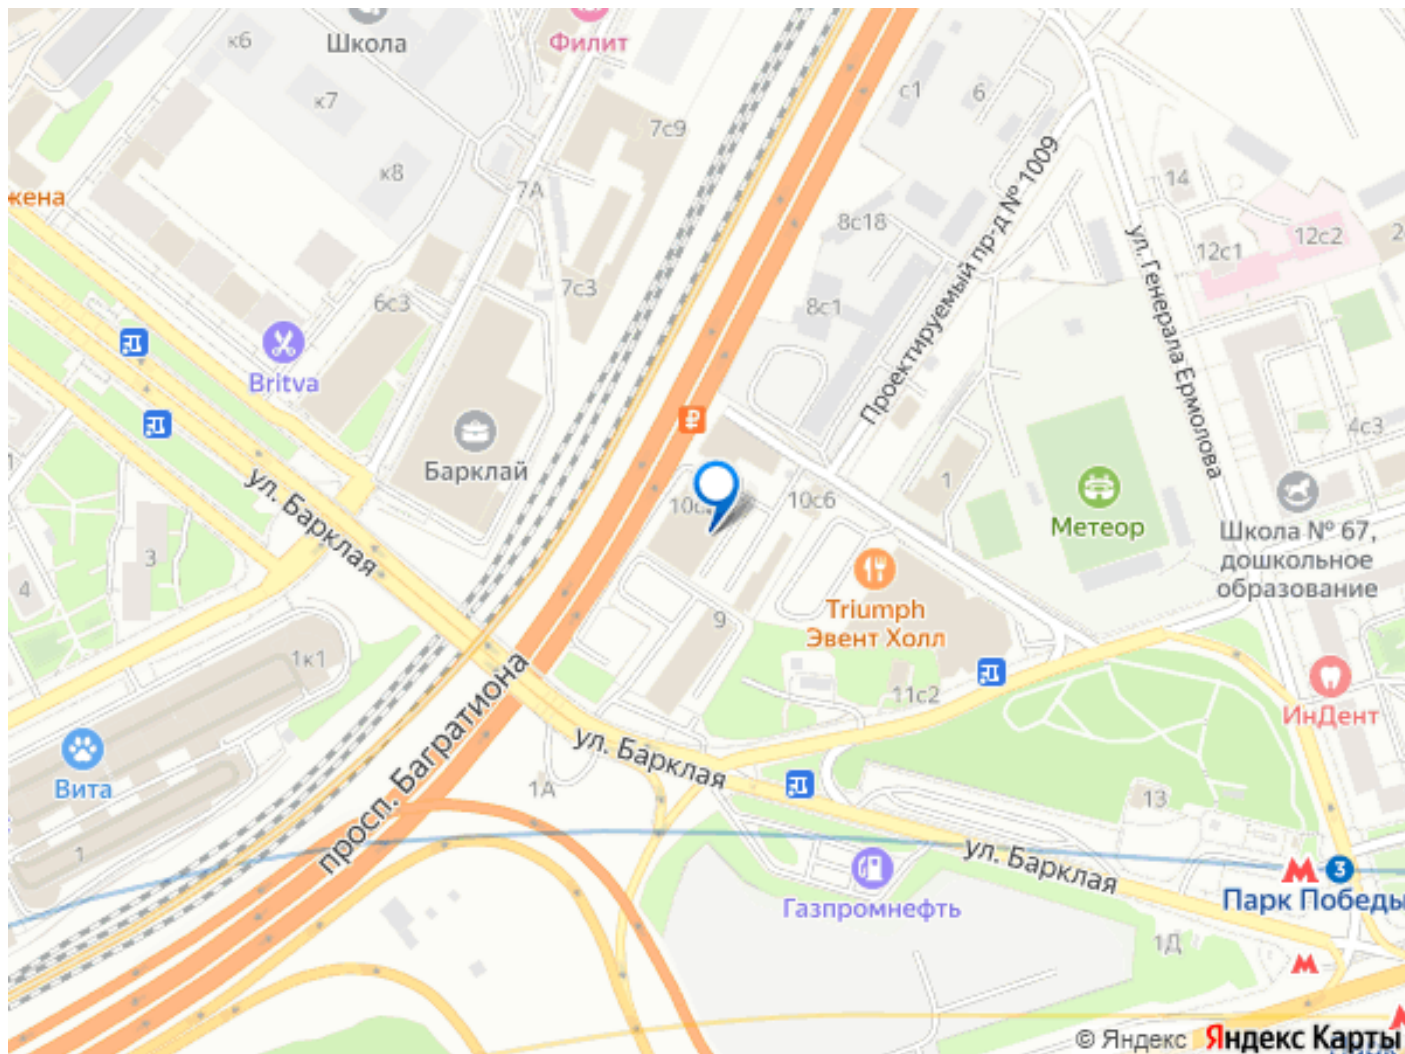 к6
Школа
Филит
к7
с1
6
7с9
к8
7А
жена
Проектируемый пр-д № 1009
14
8с18
12с1
12с2
ул. Генерала Ермолова
7с3
6с3
8с1
Britva
4с3
Барклай
ул. Барклая
10с6
1
Метеор
Школа № 67,
дошкольное
образование
3
4
Triumph
Эвент Холл
9
1к1
11с2
ИнДент
просп. Багратиона
ул. Барклая
Вита
1А
13
1
ул. Барклая
Газпромнефть
3
Парк Победы
1Д
© Яндекс Яндекс Карты